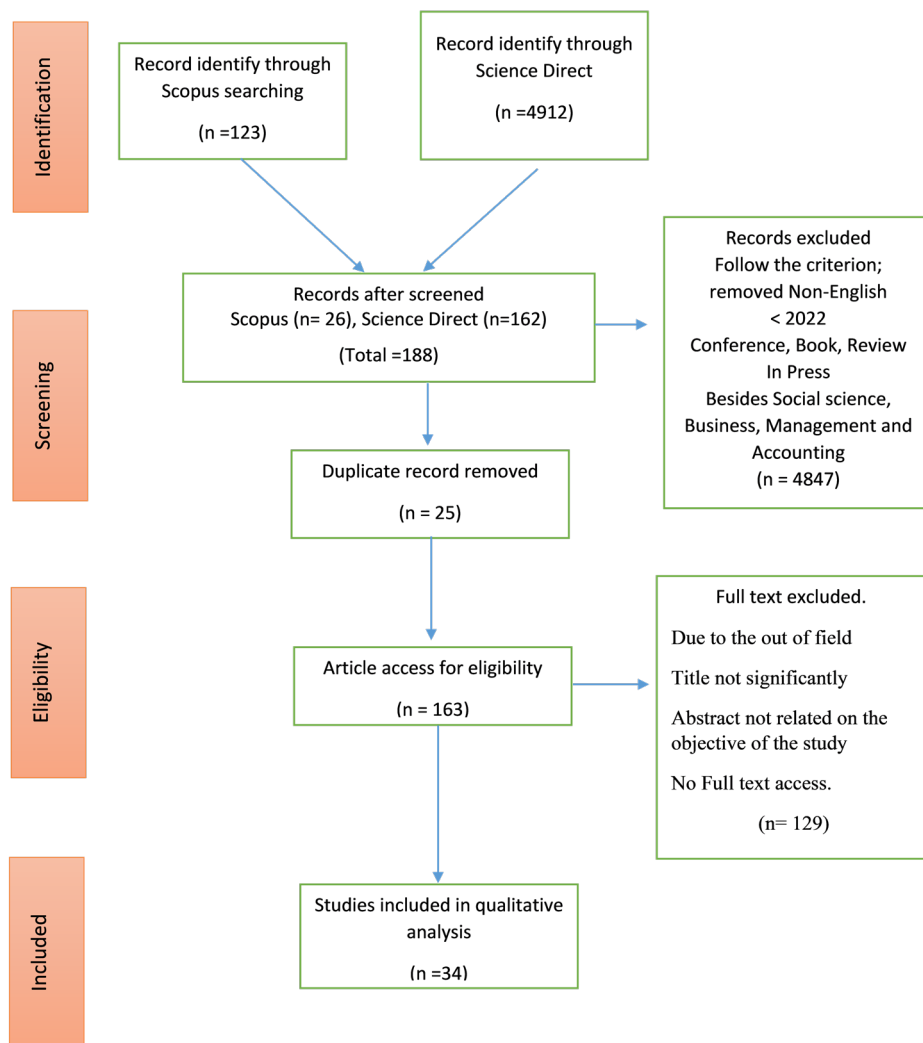 Identification
Record identify through
Scopus searching
(n =123)
Record identify through
Science Direct
(n =4912)
Screening
Records after screened
Scopus (n= 26), Science Direct (n=162)
(Total =188)
Records excluded
Follow the criterion;
removed Non-English
< 2022
Conference, Book, Review
In Press
Besides Social science,
Business, Management and
Accounting
(n = 4847)
Duplicate record removed
(n = 25)
Eligibility
Article access for eligibility
(n = 163)
Full text excluded.
Due to the out of field
Title not significantly
Abstract not related on the
objective of the study
No Full text access.
(n= 129)
Included
Studies included in qualitative
analysis
(n =34)